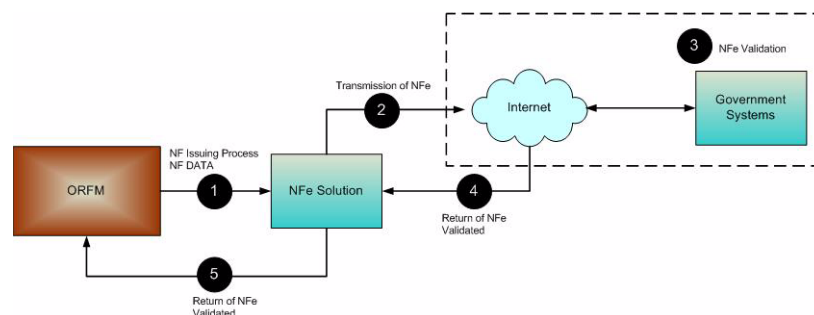 3
NFe Validation
Transmission of NFe
2
Internet
Government
Systems
NF Issuing Process
NF DATA
ORFM
1
NFe Solution
4
Return of NFe
Validated
5
Return of NFe
Validated